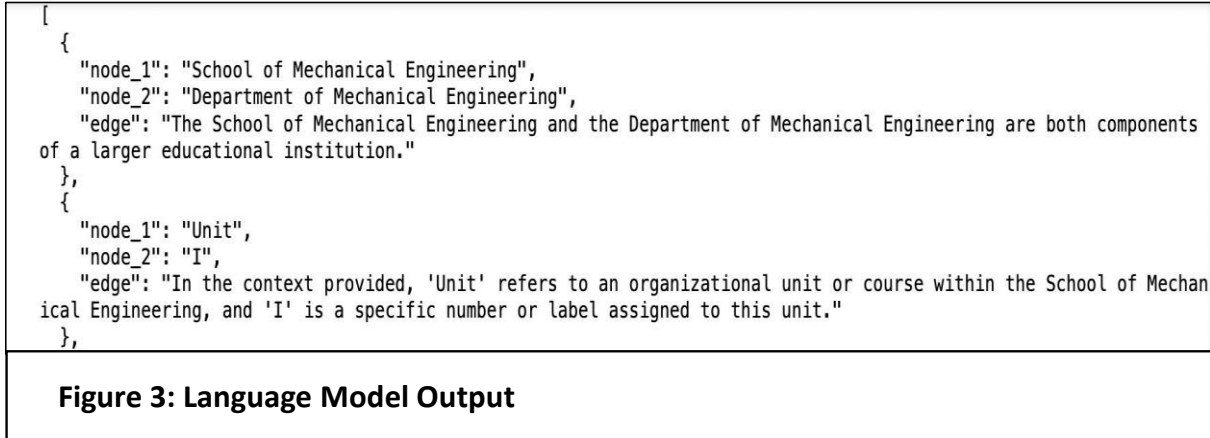 [
{
"node_1": "School of Mechanical Engineering",
"node_2": "Department of Mechanical Engineering",
"edge": "The School of Mechanical Engineering and the Department of Mechanical Engineering are both components
of a larger educational institution."
},
{
"node_1": "Unit",
"node_2": "I",
"edge": "In the context provided, 'Unit' refers to an organizational unit or course within the School of Mechan
ical Engineering, and 'I' is a specific number or label assigned to this unit."
},
Figure 3: Language Model Output